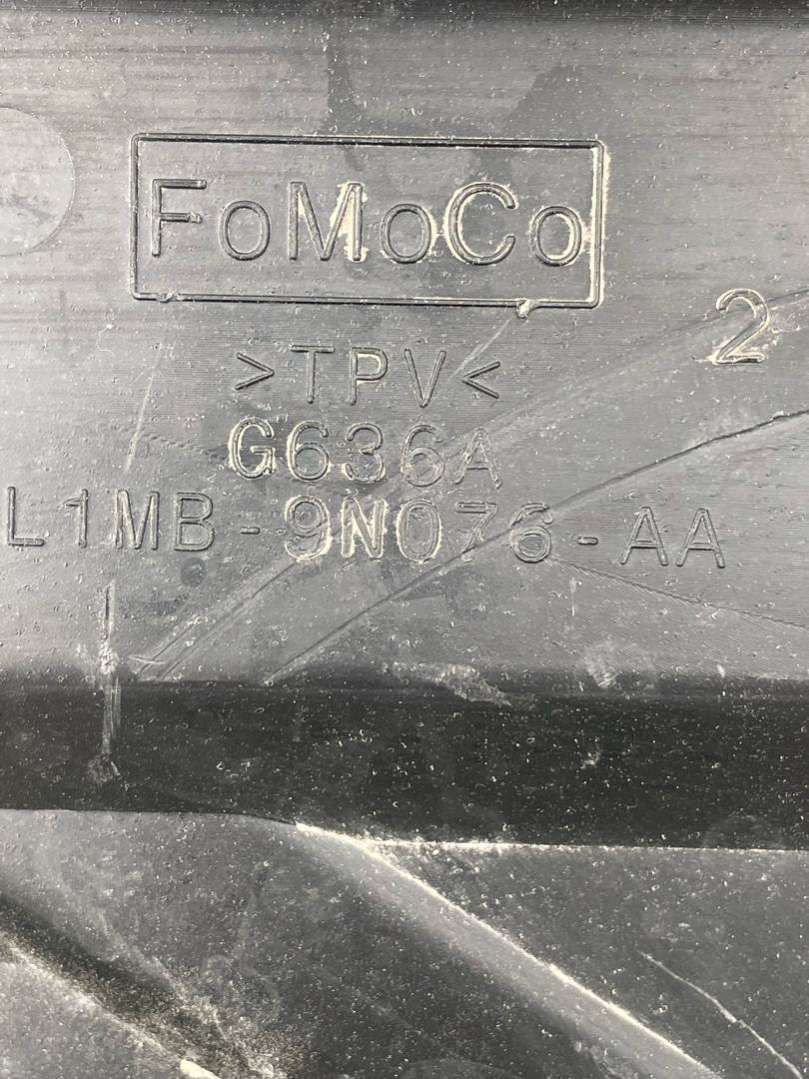 FoMoCo
2
>TPV<
G636A
L1MB-9N076-AA